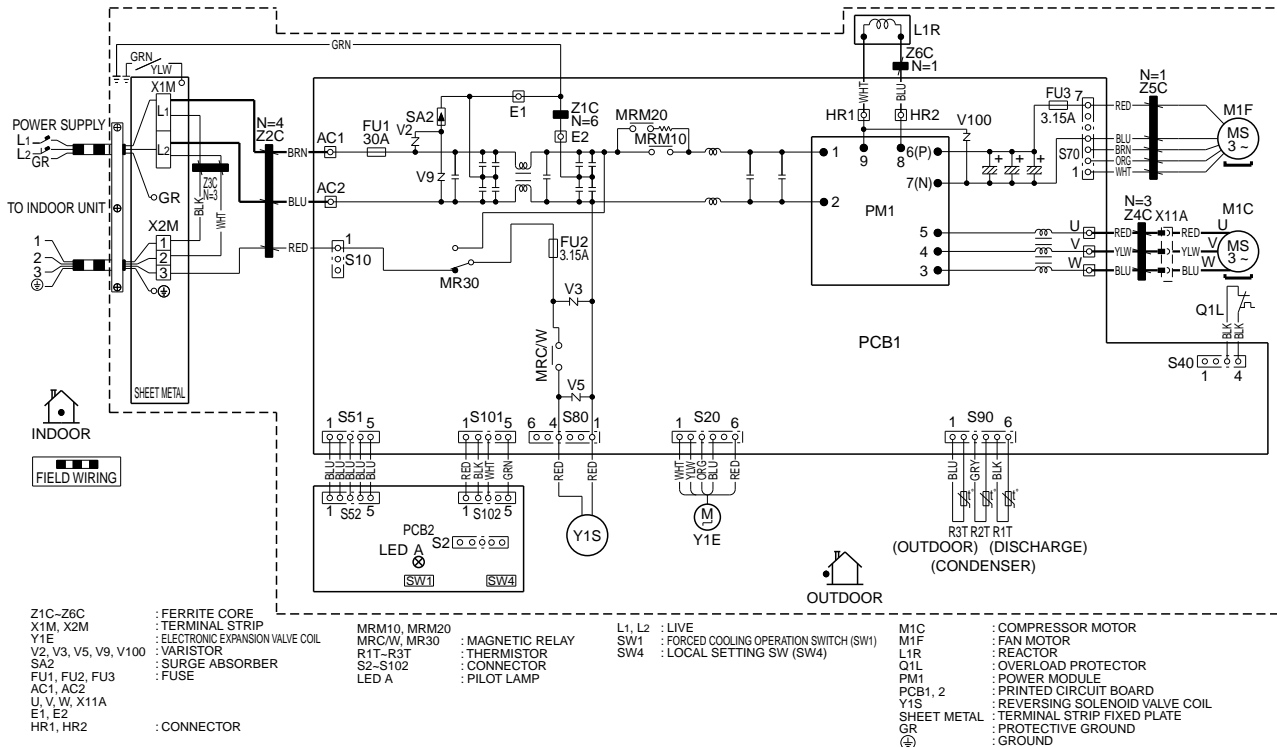 GRN
GRN
YLW
X1M
L1
L2
POWER SUPPLY
L1
L2
GR
GR
Z3C
N=3
BLK
WHT
TO INDOOR UNIT
X2M
1
2
3
1
2
3
SHEET METAL
INDOOR
FIELD WIRING
N=4
Z2C
BRN
BLU
RED
AC1
AC2
FU1
30A
V2
SA2
V9
E1
Z1C
N=6
E2
MRM20
MRM10
1
S10
MR30
FU2
3.15A
V3
MRC/W
V5
L1R
Z6C
N=1
WHT
BLU
HR1
HR2
V100
9
8
6(P)
7(N)
1
2
PM1
5
4
3
FU3
3.15A
7
S70
1
N=1
Z5C
RED
BLU
BRN
ORG
WHT
M1F
MS
3~
N=3
Z4C
X11A
U
V
W
RED
YLW
BLU
RED
YLW
BLU
M1C
U
V
W
MS
3~
Q1L
BLK
BLK
S40
1 4
PCB1
S51
1 5
BLU
BLU
BLU
BLU
BLU
1 S52 5
S101
1 5
RED
BLK
WHT
GRN
1 S102 5
PCB2
LED A
S2
SW1
SW4
S80
6 4 1
RED
RED
Y1S
S20
1 6
WHT
YLW
ORG
BLU
RED
M
Y1E
S90
1 6
BLU
GRY
BLK
t°
t°
t°
R3T R2T R1T
(OUTDOOR) (DISCHARGE)
(CONDENSER)
OUTDOOR
Z1C~Z6C : FERRITE CORE
X1M, X2M : TERMINAL STRIP
Y1E : ELECTRONIC EXPANSION VALVE COIL
V2, V3, V5, V9, V100 : VARISTOR
SA2 : SURGE ABSORBER
FU1, FU2, FU3 : FUSE
AC1, AC2
U, V, W, X11A
E1, E2
HR1, HR2 : CONNECTOR
MRM10, MRM20
MRC/W, MR30 : MAGNETIC RELAY
R1T~R3T : THERMISTOR
S2~S102 : CONNECTOR
LED A : PILOT LAMP
L1, L2 : LIVE
SW1 : FORCED COOLING OPERATION SWITCH (SW1)
SW4 : LOCAL SETTING SW (SW4)
M1C : COMPRESSOR MOTOR
M1F : FAN MOTOR
L1R : REACTOR
Q1L : OVERLOAD PROTECTOR
PM1 : POWER MODULE
PCB1, 2 : PRINTED CIRCUIT BOARD
Y1S : REVERSING SOLENOID VALVE COIL
SHEET METAL : TERMINAL STRIP FIXED PLATE
GR : PROTECTIVE GROUND
: GROUND